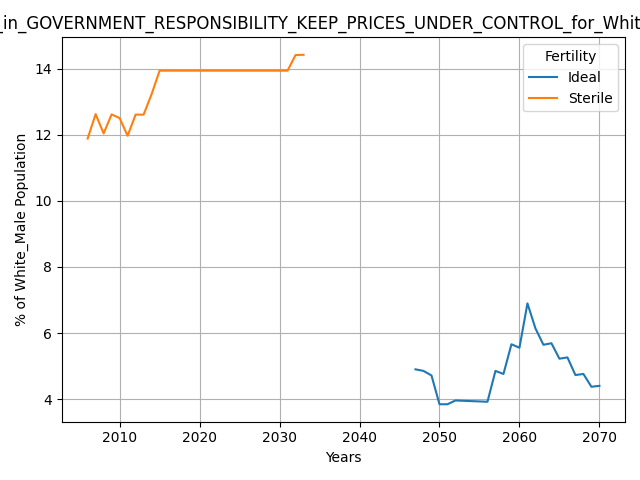 _in_GOVERNMENT_RESPONSIBILITY_KEEP_PRICES_UNDER_CONTROL_for_Whit
Fertility
Ideal
Sterile
% of White_Male Population
14
12
10
8
6
4
2010 2020 2030 2040 2050 2060 2070
Years